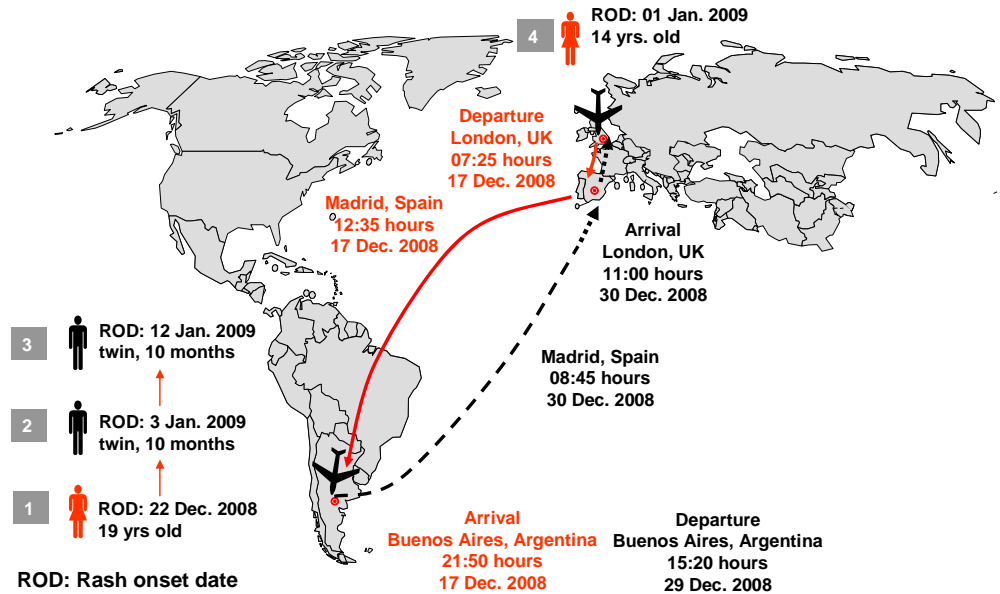 4
ROD: 01 Jan. 2009
14 yrs. old
Departure
London, UK
07:25 hours
17 Dec. 2008
Madrid, Spain
12:35 hours
17 Dec. 2008
Arrival
London, UK
11:00 hours
30 Dec. 2008
Madrid, Spain
08:45 hours
30 Dec. 2008
3
ROD: 12 Jan. 2009
twin, 10 months
2
ROD: 3 Jan. 2009
twin, 10 months
1
ROD: 22 Dec. 2008
19 yrs old
Arrival
Buenos Aires, Argentina
21:50 hours
17 Dec. 2008
Departure
Buenos Aires, Argentina
15:20 hours
29 Dec. 2008
ROD: Rash onset date